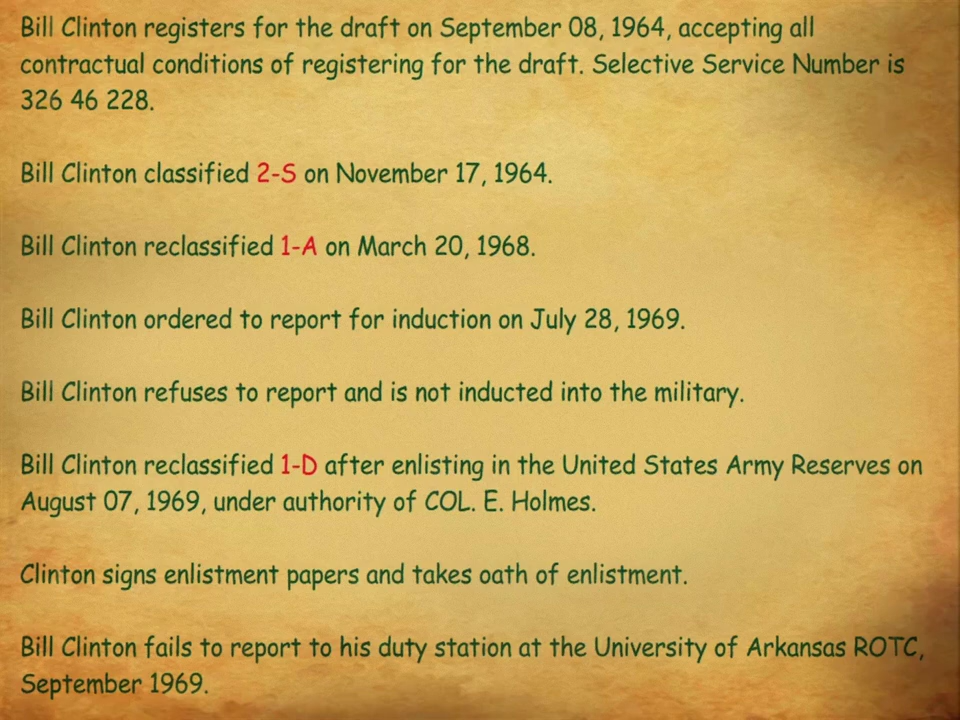 Bill Clinton registers for the draft on September 08, 1964, accepting all
contractual conditions of registering for the draft. Selective Service Number is
326 46 228.
Bill Clinton classified 2-S on November 17, 1964.
Bill Clinton reclassified 1-A on March 20, 1968.
Bill Clinton ordered to report for induction on July 28, 1969.
Bill Clinton refuses to report and is not inducted into the military.
Bill Clinton reclassified 1-D after enlisting in the United States Army Reserves on
August 07, 1969, under authority of COL. E. Holmes.
Clinton signs enlistment papers and takes oath of enlistment.
Bill Clinton fails to report to his duty station at the University of Arkansas ROTC,
September 1969.